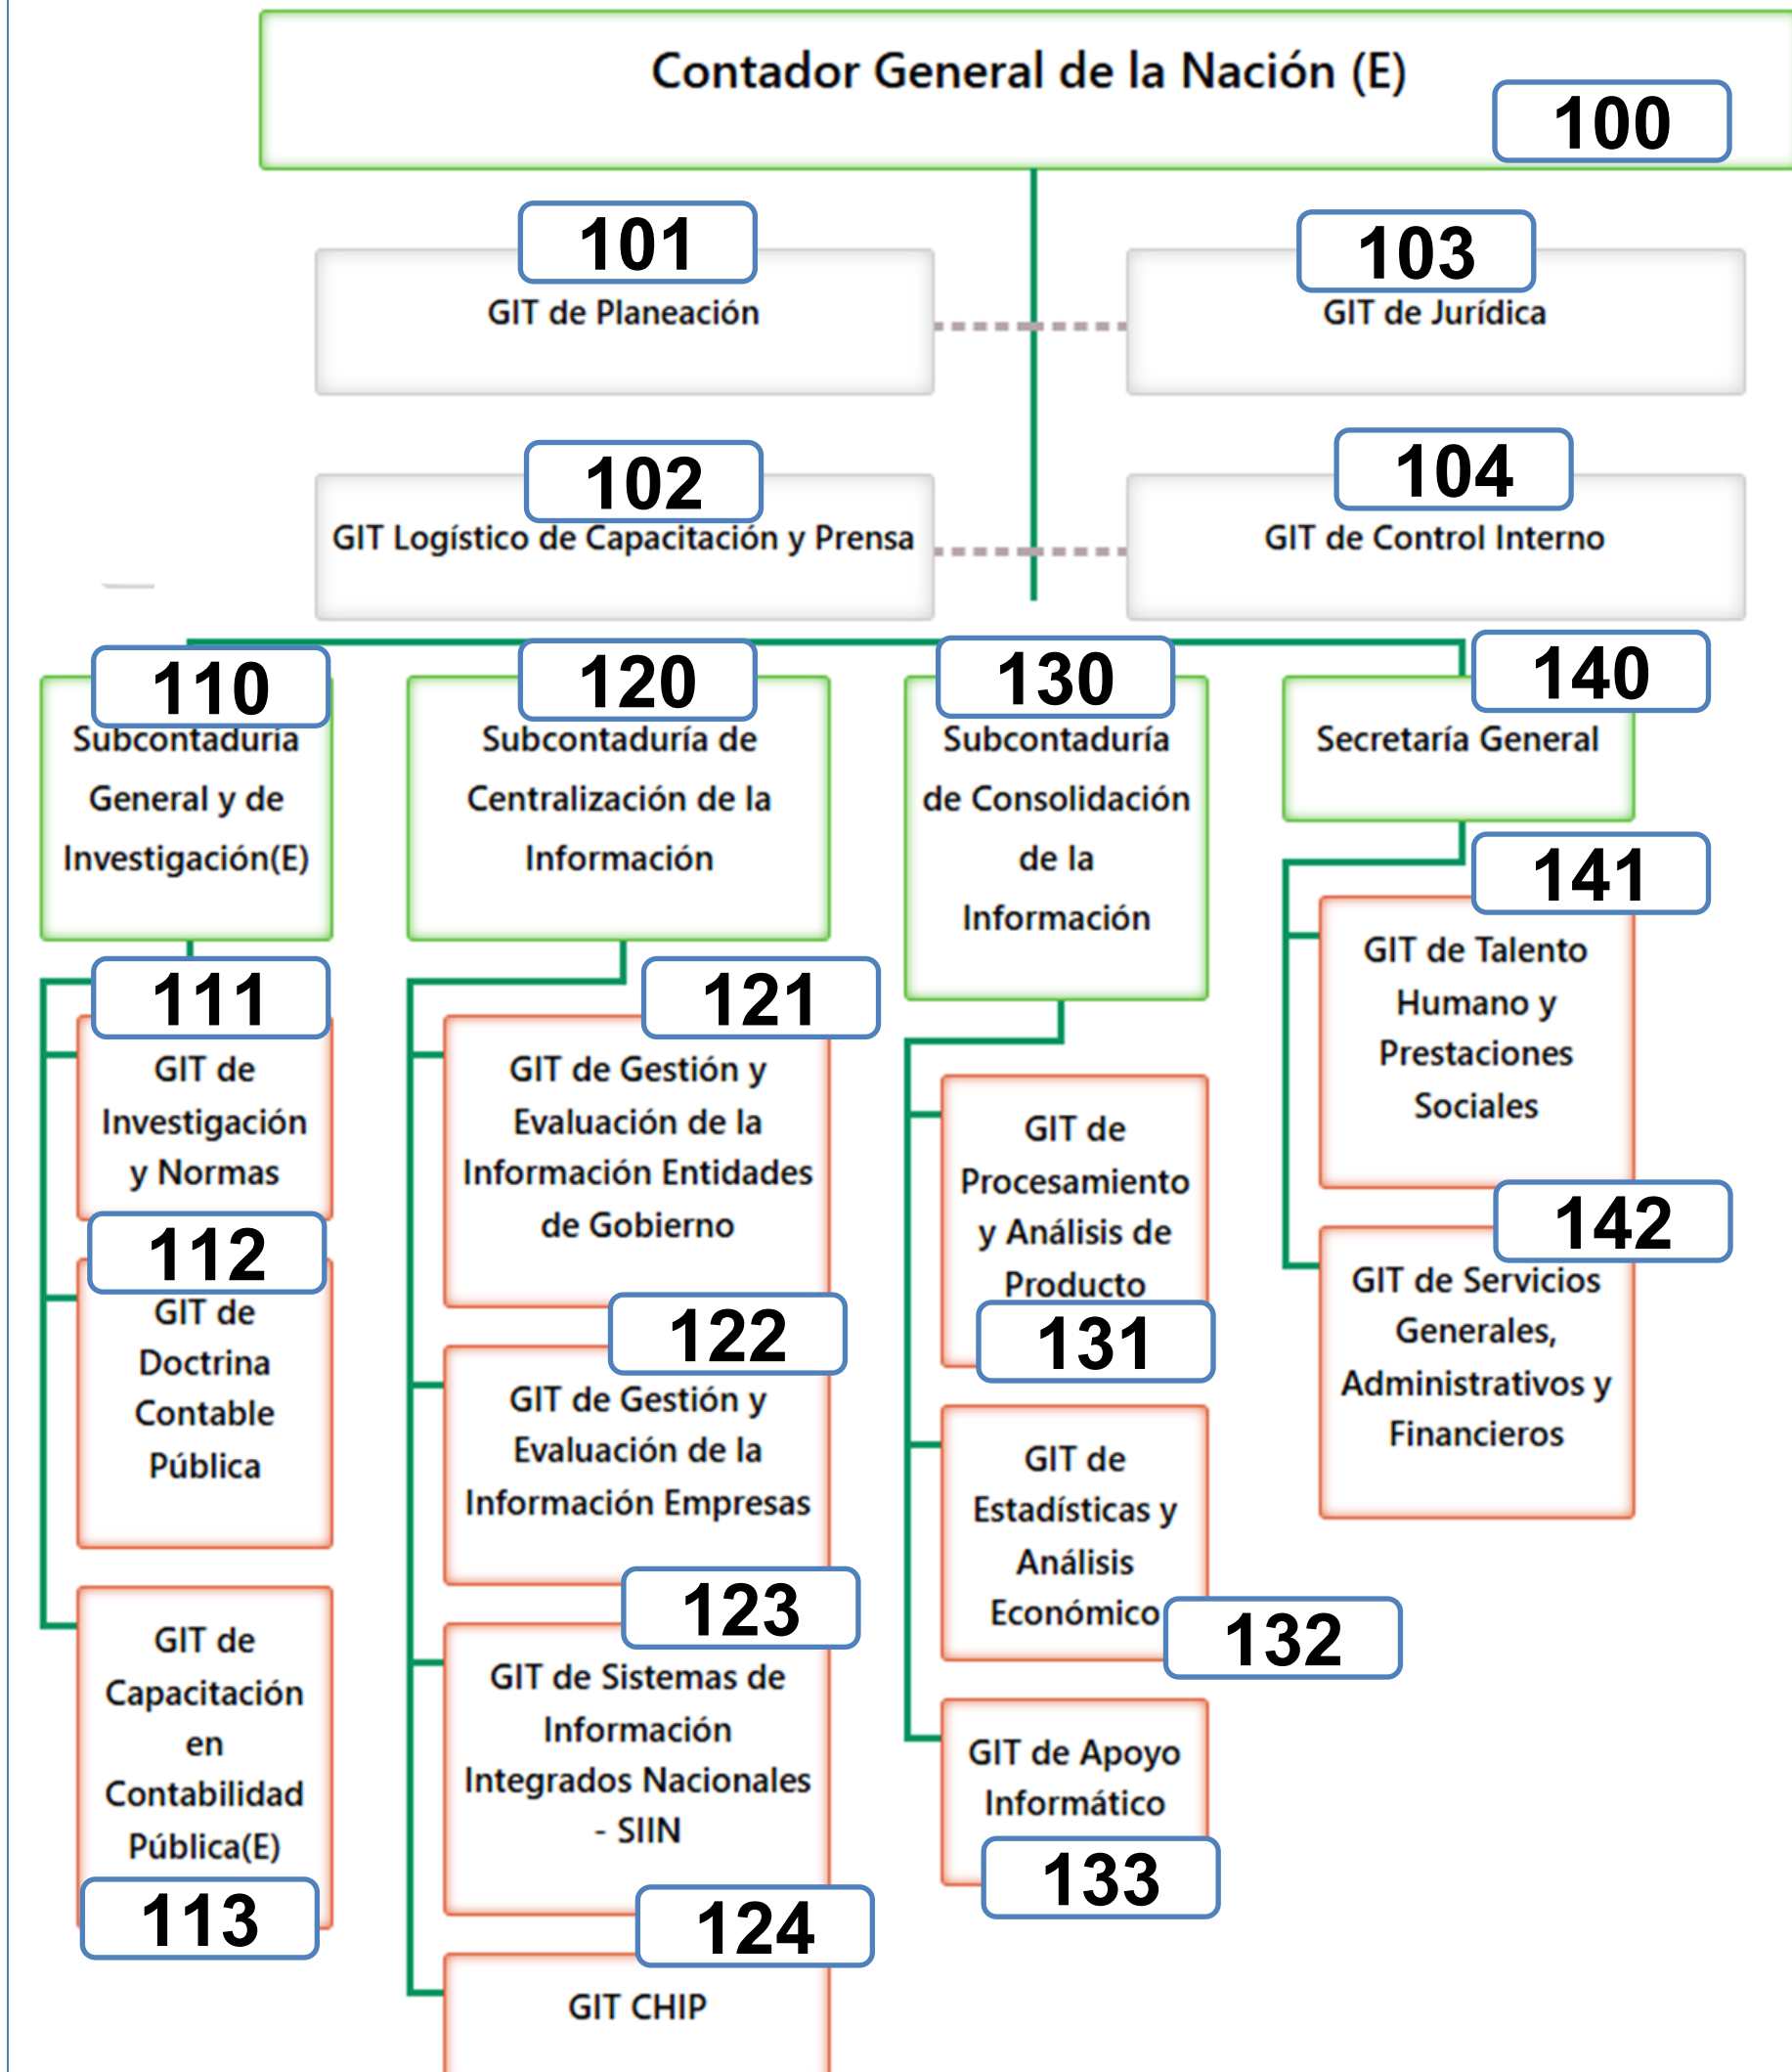 Contador General de la Nación (E)
100
101
GIT de Planeación
103
GIT de Jurídica
102
GIT Logístico de Capacitación y Prensa
104
GIT de Control Interno
110
Subcontaduría
General y de
Investigación(E)
111
GIT de
Investigación
y Normas
112
GIT de
Doctrina
Contable
Pública
GIT de
Capacitación
en
Contabilidad
Pública(E)
113
120
Subcontaduría de
Centralización de la
Información
121
GIT de Gestión y
Evaluación de la
Información Entidades
de Gobierno
122
GIT de Gestión y
Evaluación de la
Información Empresas
123
GIT de Sistemas de
Información
Integrados Nacionales
- SIIN
124
GIT CHIP
130
Subcontaduría
de Consolidación
de la
Información
GIT de
Procesamiento
y Análisis de
Producto
131
GIT de
Estadísticas y
Análisis
Económico
132
GIT de Apoyo
Informático
133
140
Secretaría General
141
GIT de Talento
Humano y
Prestaciones
Sociales
142
GIT de Servicios
Generales,
Administrativos y
Financieros